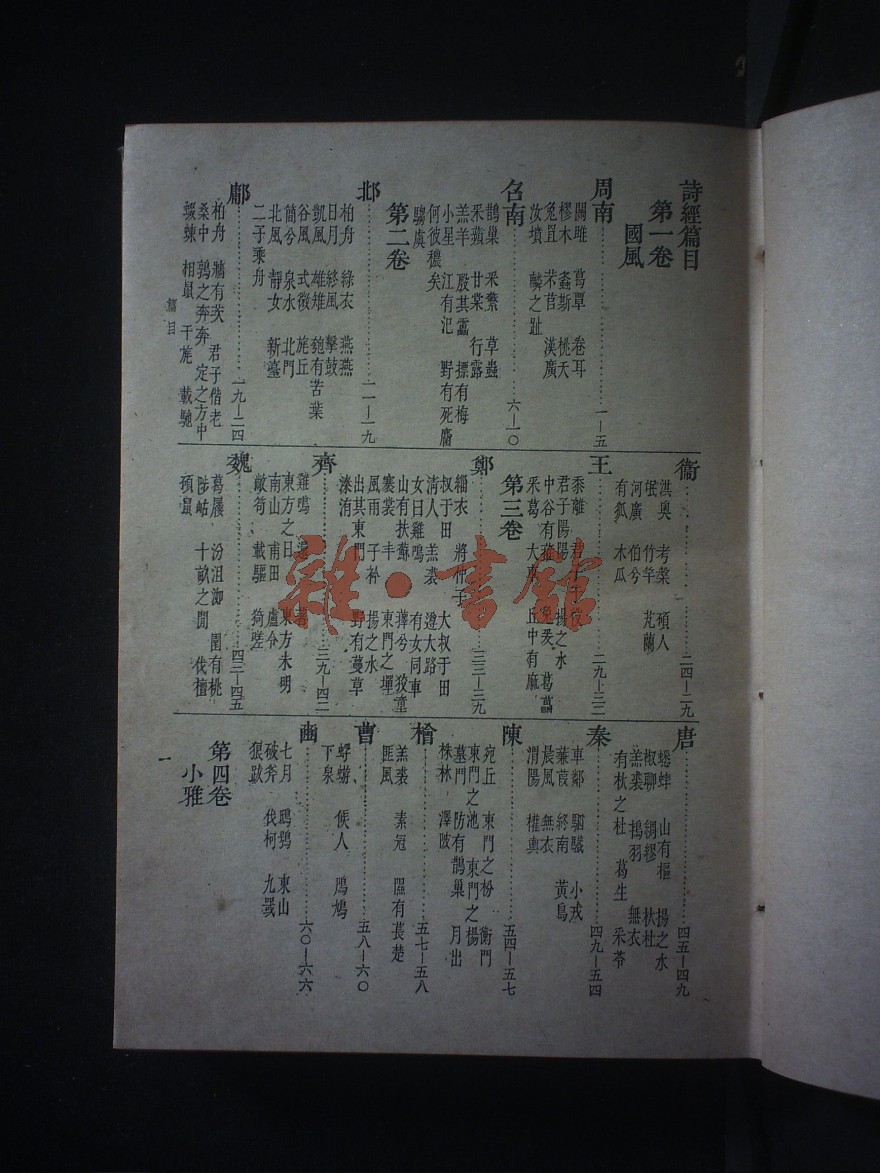 詩經篇目
第一卷
國風
周南……一—五
關雎 葛覃 卷耳
樛木 螽斯 桃夭
兔罝 芣苢 漢廣
汝墳 麟之趾
召南……六—一〇
鵲巢 采蘩 草蟲
采蘋 甘棠 行露
羔羊 殷其靁 摽有梅
小星 江有汜 野有死麕
何彼穠矣
騶虞
第二卷
邶……一一—一九
柏舟 綠衣 燕燕
日月 終風 擊鼓
凱風 雄雉 匏有苦葉
谷風 式微 旄丘
簡兮 泉水 北門
北風 靜女 新臺
二子乘舟
鄘……一九—二四
柏舟 牆有茨 君子偕老
桑中 鶉之奔奔 定之方中
蝃蝀 相鼠 干旄 載馳
篇目
衞……二四—二九
淇奧 考槃 碩人
氓 竹竿 芄蘭
河廣 伯兮
有狐 木瓜
王……二九—三二
黍離
君子陽陽 揚之水
中谷有蓷 兔爰 葛藟
采葛 大車 丘中有麻
第三卷
鄭……三三—三九
緇衣 將仲子
叔于田 大叔于田
清人 羔裘 遵大路
女曰雞鳴 有女同車
山有扶蘇 蘀兮 狡童
褰裳 丰 東門之墠
風雨 子衿 揚之水
出其東門 野有蔓草
溱洧
齊……三九—四二
雞鳴 還 著
東方之日 東方未明
南山 甫田 盧令
敝笱 載驅 猗嗟
魏……四三—四五
葛屨 汾沮洳 園有桃
陟岵 十畝之閒 伐檀
碩鼠
唐……四五—四九
蟋蟀 山有樞 揚之水
椒聊 綢繆 杕杜
羔裘 鴇羽 無衣
有杕之杜 葛生 采苓
秦……四九—五四
車鄰 駟驖 小戎
蒹葭 終南 黃鳥
晨風 無衣
渭陽 權輿
陳……五四—五七
宛丘 東門之枌 衡門
東門之池 東門之楊
墓門 防有鵲巢 月出
株林 澤陂
檜……五七—五八
羔裘 素冠 隰有萇楚
匪風
曹……五八—六〇
蜉蝣 候人 鳲鳩
下泉
豳……六〇—六六
七月 鴟鴞 東山
破斧 伐柯 九罭
狼跋
第四卷
小雅
一
雜·書館